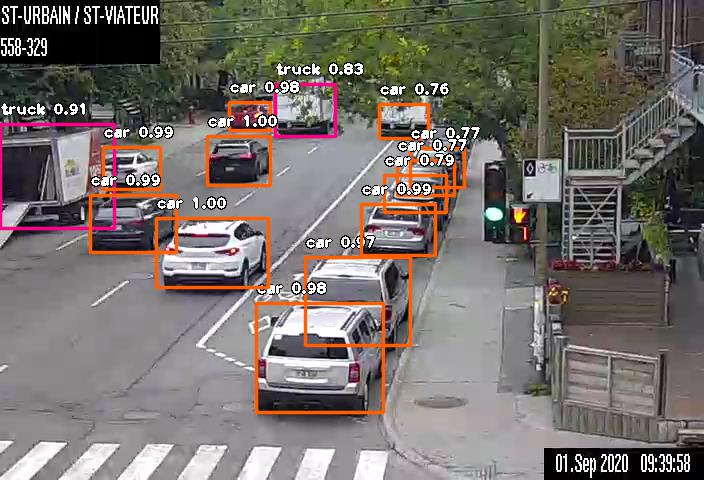 ST-URBAIN / ST-VIATEUR
558-329
truck 0.83
car 0.98
car 0.76
truck 0.91
car 1.00
car 0.99
car 0.77
car 0.77
car 0.79
car 0.99
car 0.99
car 1.00
car 0.97
car 0.98
01.Sep 2020 09:39:58